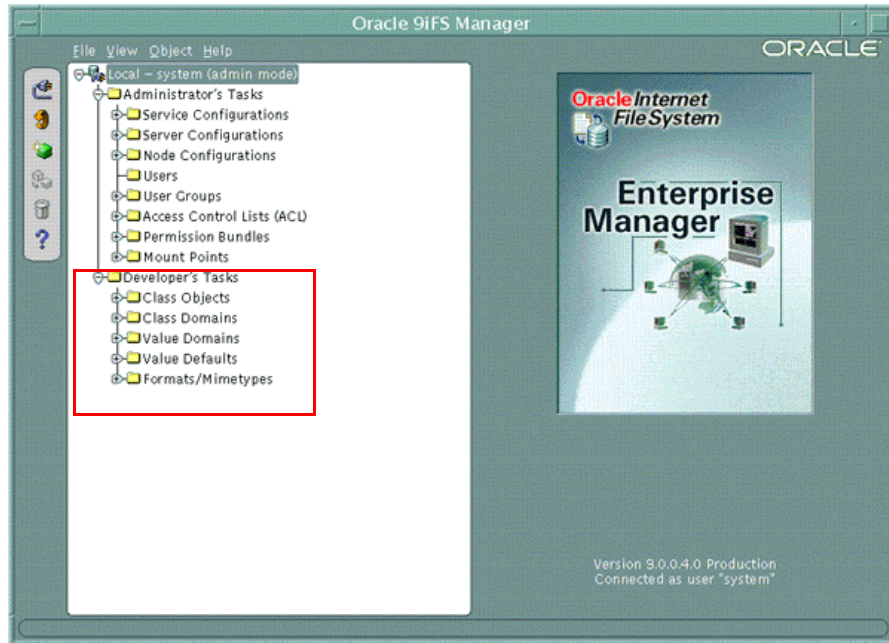 Oracle 9iFS Manager
File View Object Help
ORACLE
Local – system (admin mode)
Administrator's Tasks
Service Configurations
Server Configurations
Node Configurations
Users
User Groups
Access Control Lists (ACL)
Permission Bundles
Mount Points
Developer's Tasks
Class Objects
Class Domains
Value Domains
Value Defaults
Formats/Mimetypes
Oracle Internet
File System
Enterprise
Manager
Version 9.0.0.4.0 Production
Connected as user "system"